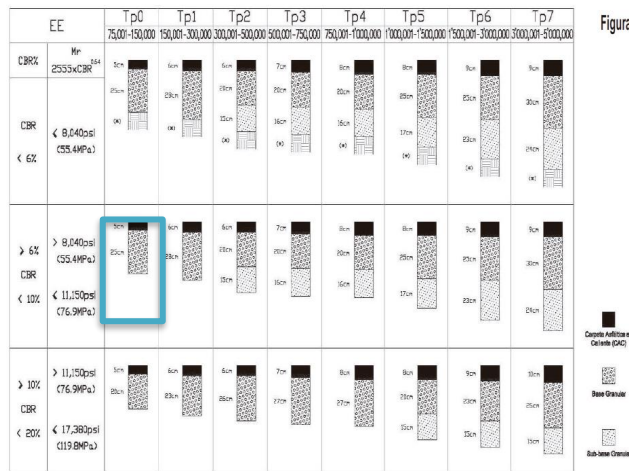 EE Tp0 Tp1 Tp2 Tp3 Tp4 Tp5 Tp6 Tp7
75,001-150,000 150,001-300,000 300,001-500,000 500,001-750,000 750,001-1'000,000 1'000,001-1'500,000 1'500,001-3'000,000 3'000,001-5'000,000
Figura
CBR% Mr
2555xCBR^0.64
CBR
< 6%
≤ 8,040psi
(55.4MPa)
5cm 6cm 6cm 7cm 8cm 8cm 9cm 9cm
25cm 28cm 20cm 20cm 20cm 25cm 25cm 30cm
15cm 16cm 16cm 17cm 23cm 24cm
(*) (*) (*) (*) (*) (*) (*) (*)
≥ 6%
CBR
< 10%
> 8,040psi
(55.4MPa)
≤ 11,150psi
(76.9MPa)
5cm 6cm 6cm 7cm 8cm 8cm 9cm 9cm
25cm 28cm 20cm 20cm 20cm 25cm 25cm 30cm
15cm 16cm 16cm 17cm 23cm 24cm
≥ 10%
CBR
< 20%
> 11,150psi
(76.9MPa)
≤ 17,380psi
(119.8MPa)
5cm 6cm 6cm 7cm 8cm 8cm 9cm 10cm
20cm 23cm 26cm 27cm 27cm 20cm 23cm 25cm
15cm 15cm 15cm
Carpeta Asfáltica e
Caliente (CAC)
Base Granular
Sub-base Granula